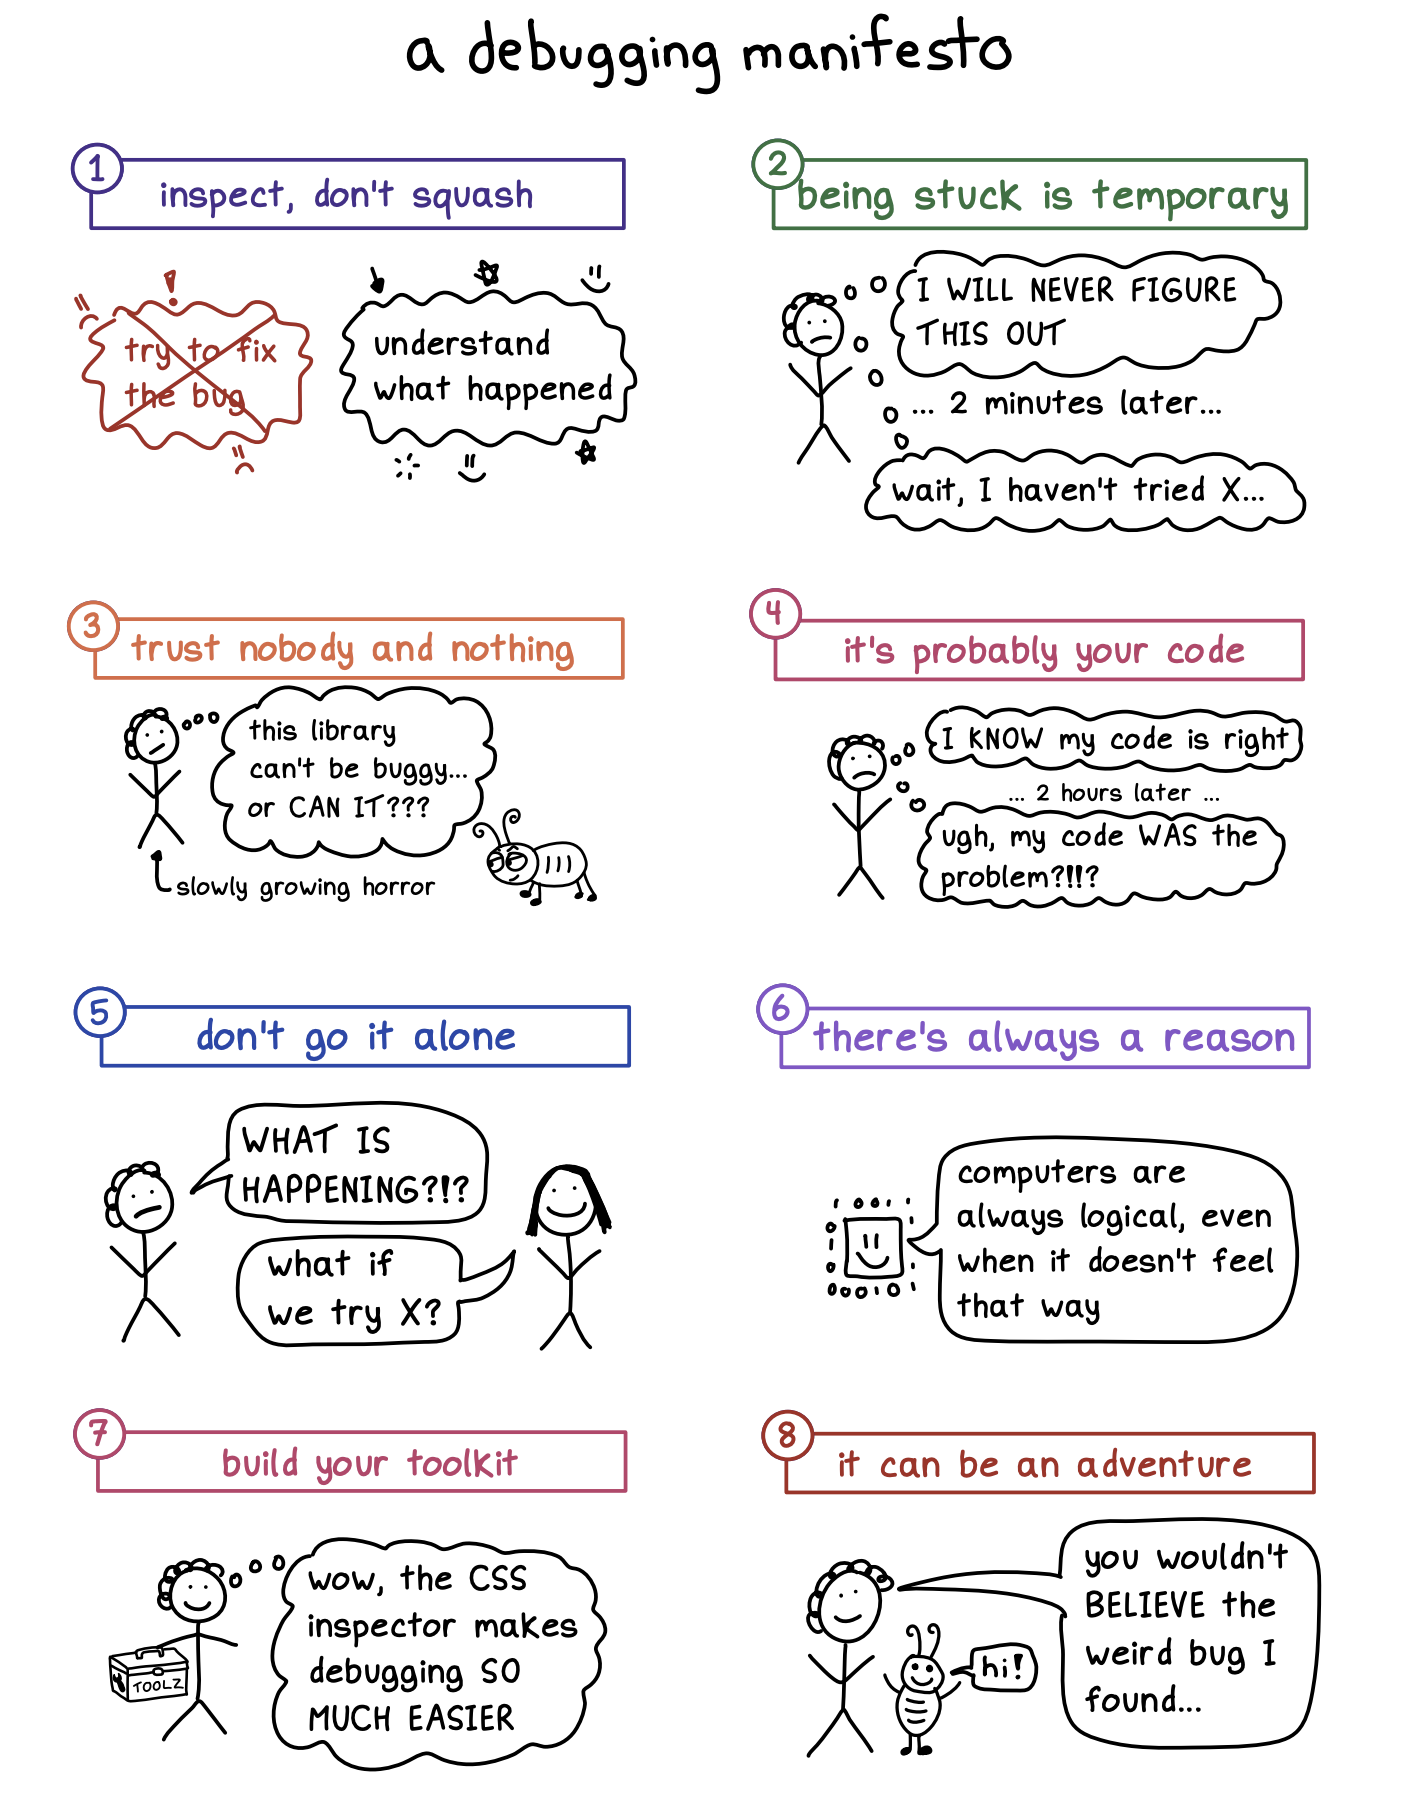 a debugging manifesto
1
inspect, don't squash
!
try to fix
the bug
understand
what happened
2
being stuck is temporary
I WILL NEVER FIGURE
THIS OUT
... 2 minutes later...
wait, I haven't tried X...
3
trust nobody and nothing
this library
can't be buggy...
or CAN IT???
slowly growing horror
4
it's probably your code
I KNOW my code is right
... 2 hours later ...
ugh, my code WAS the
problem?!!?
5
don't go it alone
WHAT IS
HAPPENING?!?
what if
we try X?
6
there's always a reason
computers are
always logical, even
when it doesn't feel
that way
7
build your toolkit
wow, the CSS
inspector makes
debugging SO
MUCH EASIER
TOOLZ
8
it can be an adventure
you wouldn't
BELIEVE the
weird bug I
found...
hi!